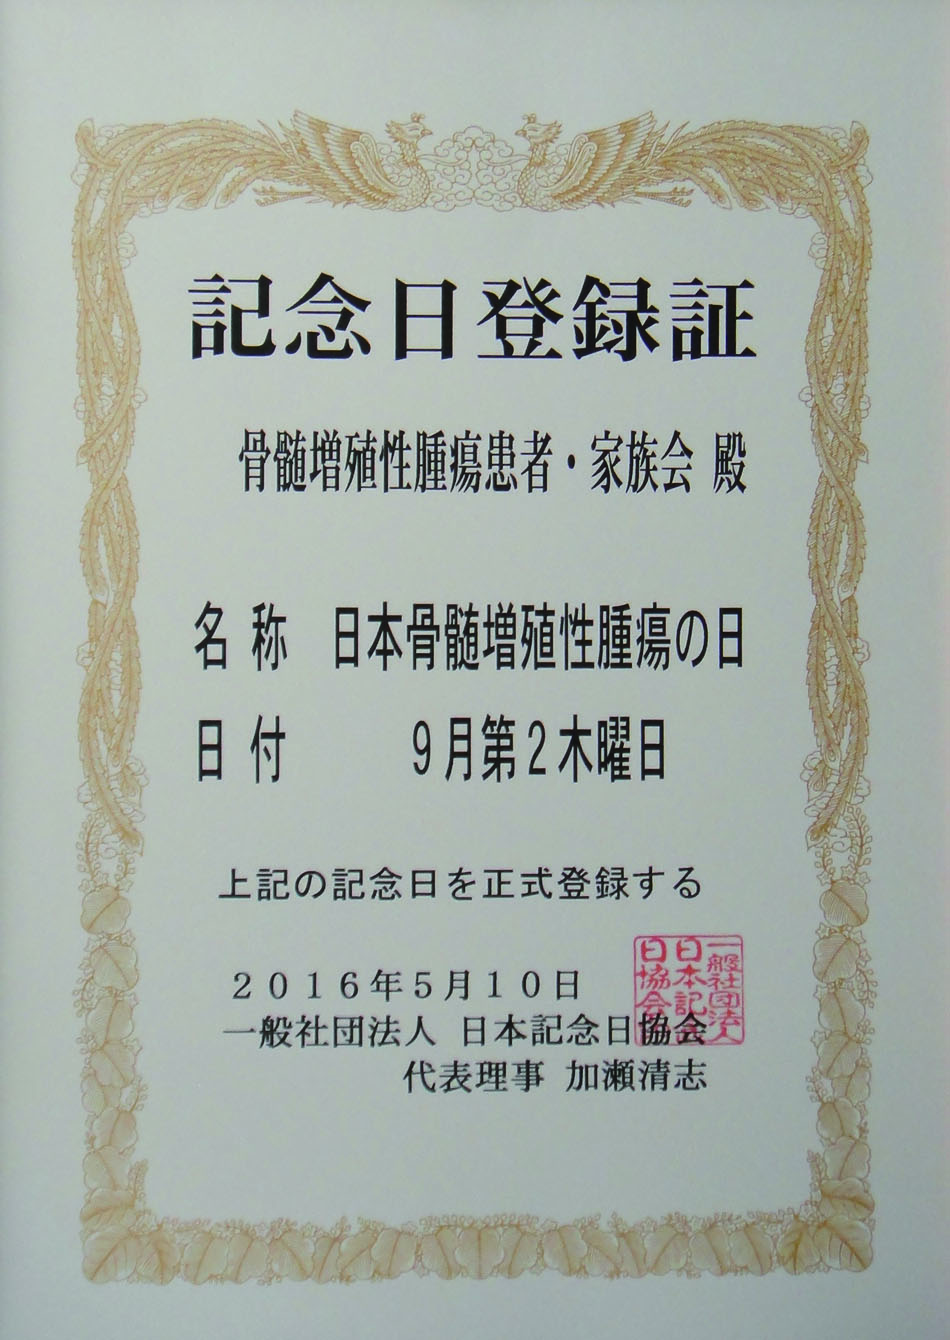 記念日登録証
骨髄増殖性腫瘍患者・家族会 殿
名称 日本骨髄増殖性腫瘍の日
日付 9月第2木曜日
上記の記念日を正式登録する
2016年5月10日
一般社団法人 日本記念日協会
代表理事 加瀬清志
一般社団法人
日本記念
日協会